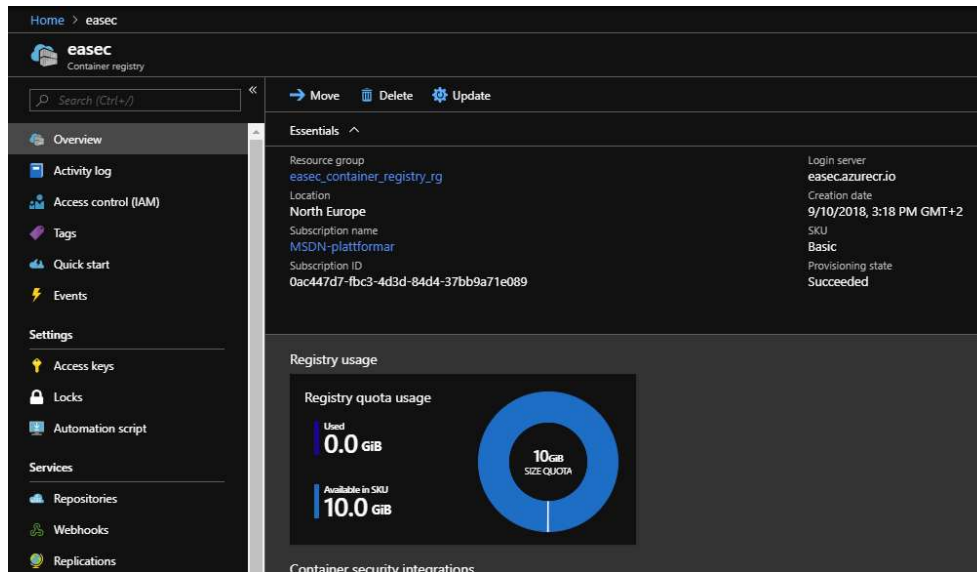 Home > easec
easec
Container registry
Search (Ctrl+/)
«
Overview
Activity log
Access control (IAM)
Tags
Quick start
Events
Settings
Access keys
Locks
Automation script
Services
Repositories
Webhooks
Replications
Move Delete Update
Essentials
Resource group
easec_container_registry_rg
Location
North Europe
Subscription name
MSDN-plattformar
Subscription ID
0ac447d7-fbc3-4d3d-84d4-37bb9a71e089
Login server
easec.azurecr.io
Creation date
9/10/2018, 3:18 PM GMT+2
SKU
Basic
Provisioning state
Succeeded
Registry usage
Registry quota usage
Used
0.0 GiB
Available in SKU
10.0 GiB
10GiB
SIZE QUOTA
Container security integrations